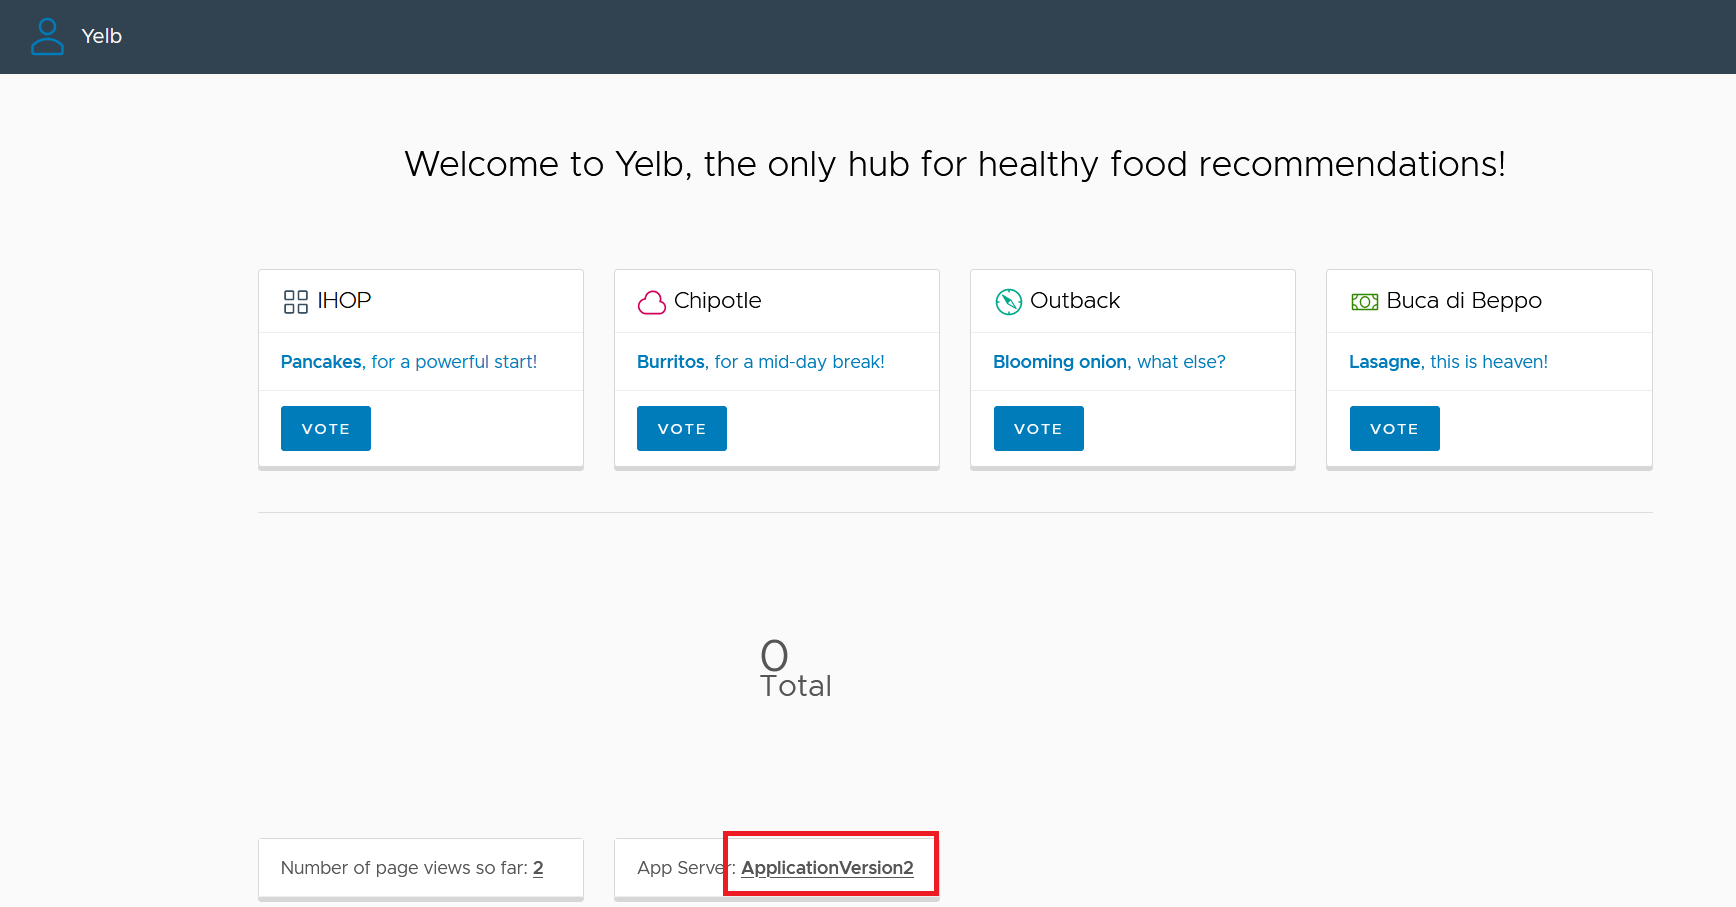 Yelb
Welcome to Yelb, the only hub for healthy food recommendations!
IHOP
Pancakes, for a powerful start!
VOTE
Chipotle
Burritos, for a mid-day break!
VOTE
Outback
Blooming onion, what else?
VOTE
Buca di Beppo
Lasagne, this is heaven!
VOTE
0
Total
Number of page views so far: 2
App Server: ApplicationVersion2